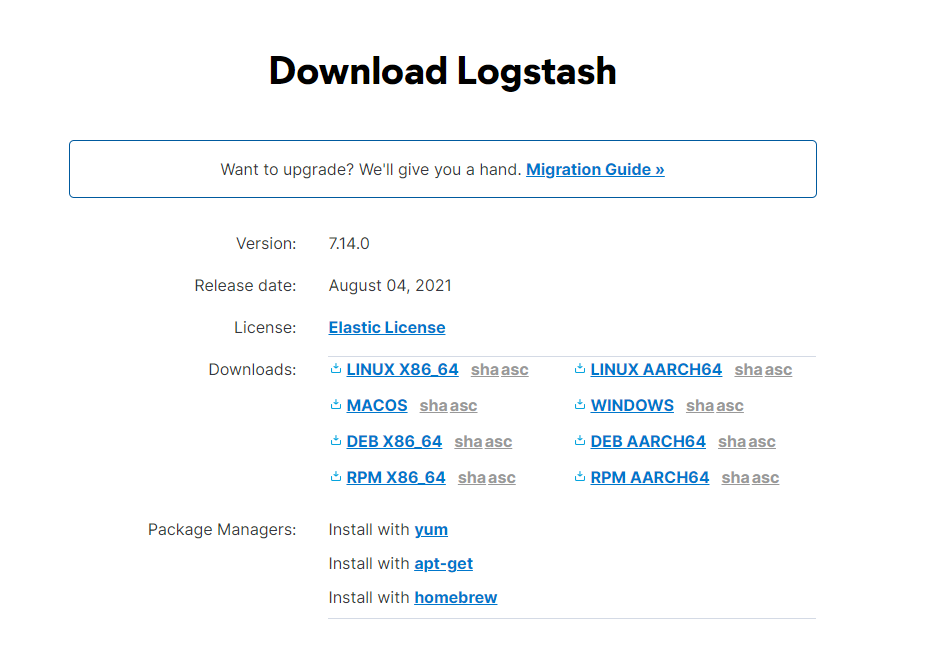 Download Logstash
Want to upgrade? We'll give you a hand. Migration Guide »
Version: 7.14.0
Release date: August 04, 2021
License: Elastic License
Downloads: LINUX X86_64 sha asc LINUX AARCH64 sha asc
MACOS sha asc WINDOWS sha asc
DEB X86_64 sha asc DEB AARCH64 sha asc
RPM X86_64 sha asc RPM AARCH64 sha asc
Package Managers: Install with yum
Install with apt-get
Install with homebrew